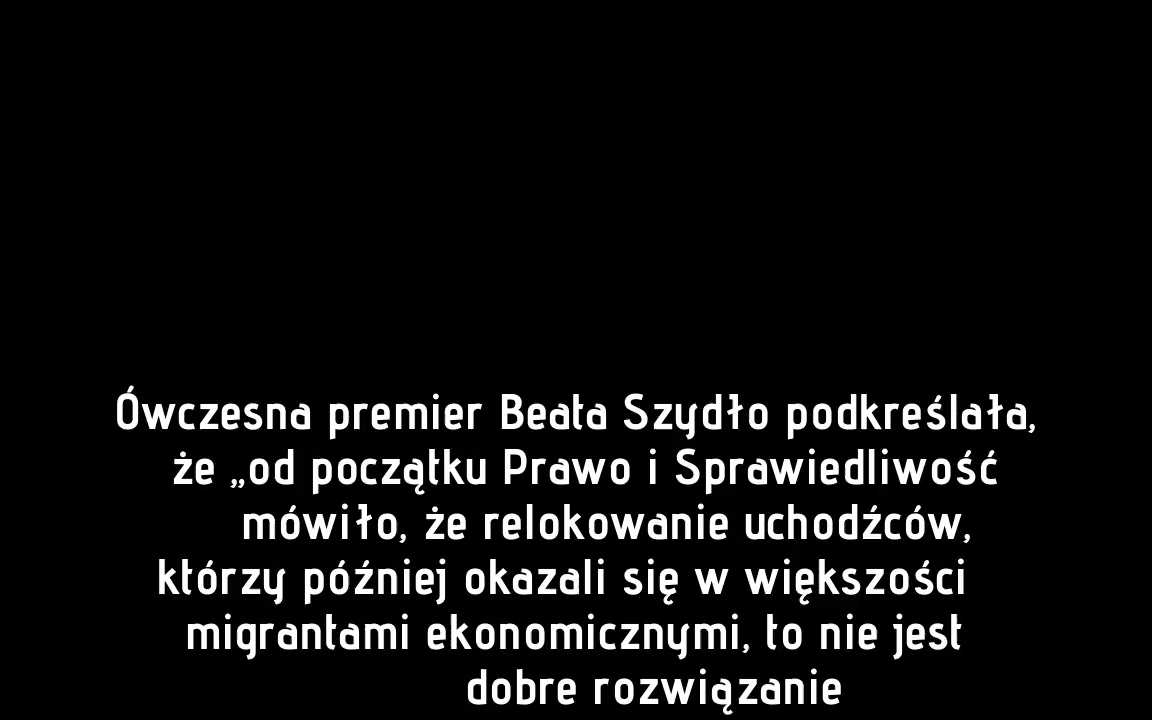 Ówczesna premier Beata Szydło podkreślała,
że „od początku Prawo i Sprawiedliwość
mówiło, że relokowanie uchodźców,
którzy później okazali się w większości
migrantami ekonomicznymi, to nie jest
dobre rozwiązanie